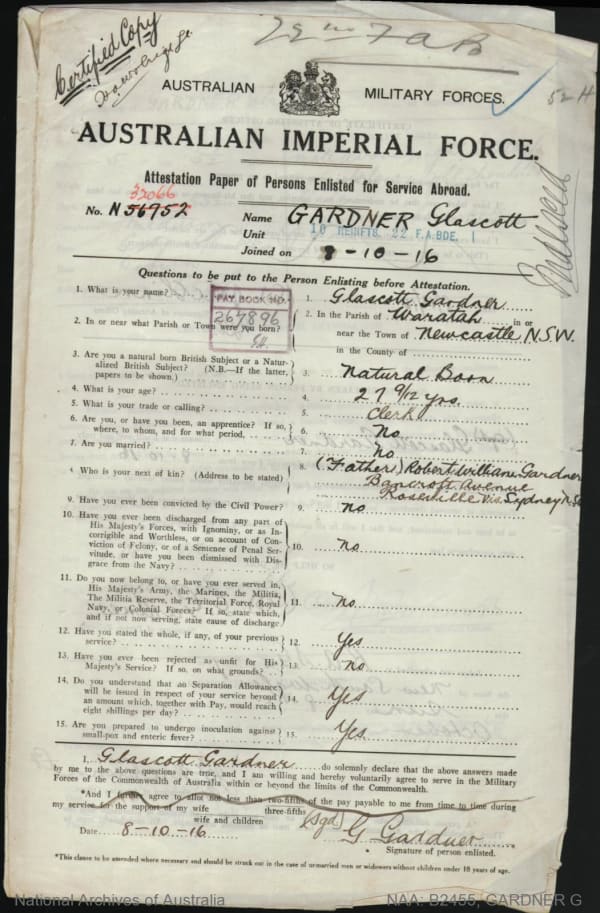 Certified Copy
22nd F A B
52 H
AUSTRALIAN MILITARY FORCES.
AUSTRALIAN IMPERIAL FORCE.
Attestation Paper of Persons Enlisted for Service Abroad.
32066
No. N 56952
Name GARDNER Glascott
Unit 10 REINFTS. 22 F.A. BDE. 1
Joined on 8-10-16
Questions to be put to the Person Enlisting before Attestation.
1. What is your name? 1. Glascott Gardner
PAY BOOK NO.
267896
2. In or near what Parish or Town were you born? 2. In the Parish of Waratah in or
near the Town of Newcastle N.S.W.
in the County of
3. Are you a natural born British Subject or a Natur-
alized British Subject? (N.B.—If the latter,
papers to be shown.) 3. Natural Born
4. What is your age? 4. 27 9/12 yrs.
5. What is your trade or calling? 5. Clerk
6. Are you, or have you been, an apprentice? If so,
where, to whom, and for what period. 6. No
7. Are you married? 7. No
8. Who is your next of kin? (Address to be stated) 8. (Father) Robert William Gardner
Bancroft Avenue
Roseville via Sydney
9. Have you ever been convicted by the Civil Power? 9. no
10. Have you ever been discharged from any part of
His Majesty's Forces, with Ignominy, or as In-
corrigible and Worthless, or on account of Con-
viction of Felony, or of a Sentence of Penal Ser-
vitude, or have you been dismissed with Dis-
grace from the Navy? 10. no
11. Do you now belong to, or have you ever served in,
His Majesty's Army, the Marines, the Militia,
The Militia Reserve, the Territorial Force, Royal
Navy, or Colonial Forces? If so, state which,
and if not now serving, state cause of discharge 11. no
12. Have you stated the whole, if any, of your previous
service? 12. Yes
13. Have you ever been rejected as unfit for His
Majesty's Service? If so, on what grounds? 13. no
14. Do you understand that no Separation Allowance
will be issued in respect of your service beyond
an amount which, together with Pay, would reach
eight shillings per day? 14. Yes
15. Are you prepared to undergo inoculation against
small-pox and enteric fever? 15. Yes
I, Glascott Gardner do solemnly declare that the above answers made
by me to the above questions are true, and I am willing and hereby voluntarily agree to serve in the Military
Forces of the Commonwealth of Australia within or beyond the limits of the Commonwealth.
*And I further agree to allot not less than two-fifths of the pay payable to me from time to time during
three-fifths
my service for the support of my wife
wife and children
Date 8-10-16 (Sgd) G Gardner
Signature of person enlisted.
*This clause to be amended where necessary and should be struck out in the case of unmarried men or widowers without children under 18 years of age.
National Archives of Australia NAA: B2455, GARDNER G